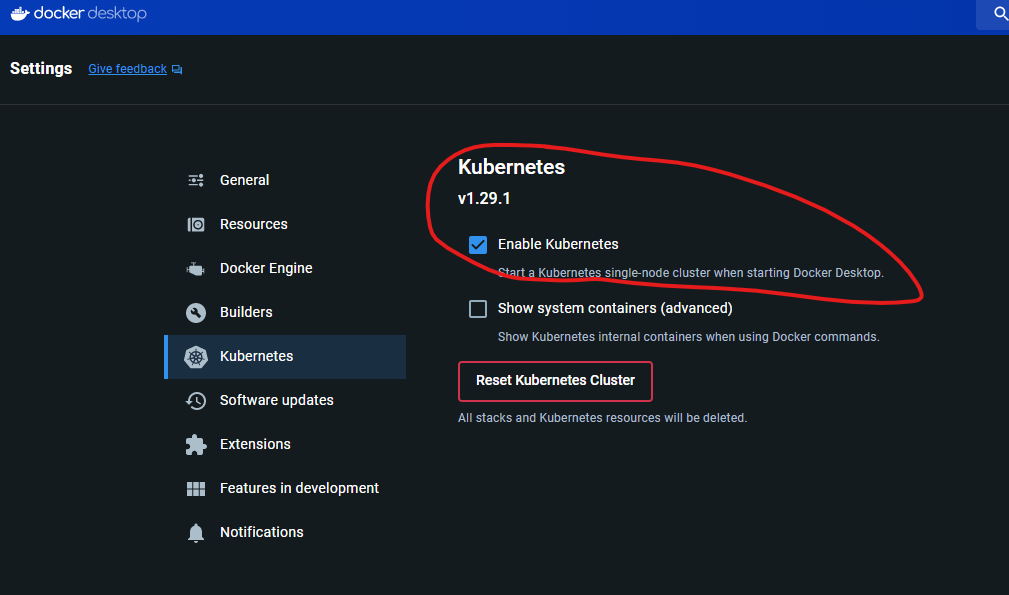 docker desktop
Settings Give feedback
General
Resources
Docker Engine
Builders
Kubernetes
Software updates
Extensions
Features in development
Notifications
Kubernetes
v1.29.1
Enable Kubernetes
Start a Kubernetes single-node cluster when starting Docker Desktop.
Show system containers (advanced)
Show Kubernetes internal containers when using Docker commands.
Reset Kubernetes Cluster
All stacks and Kubernetes resources will be deleted.